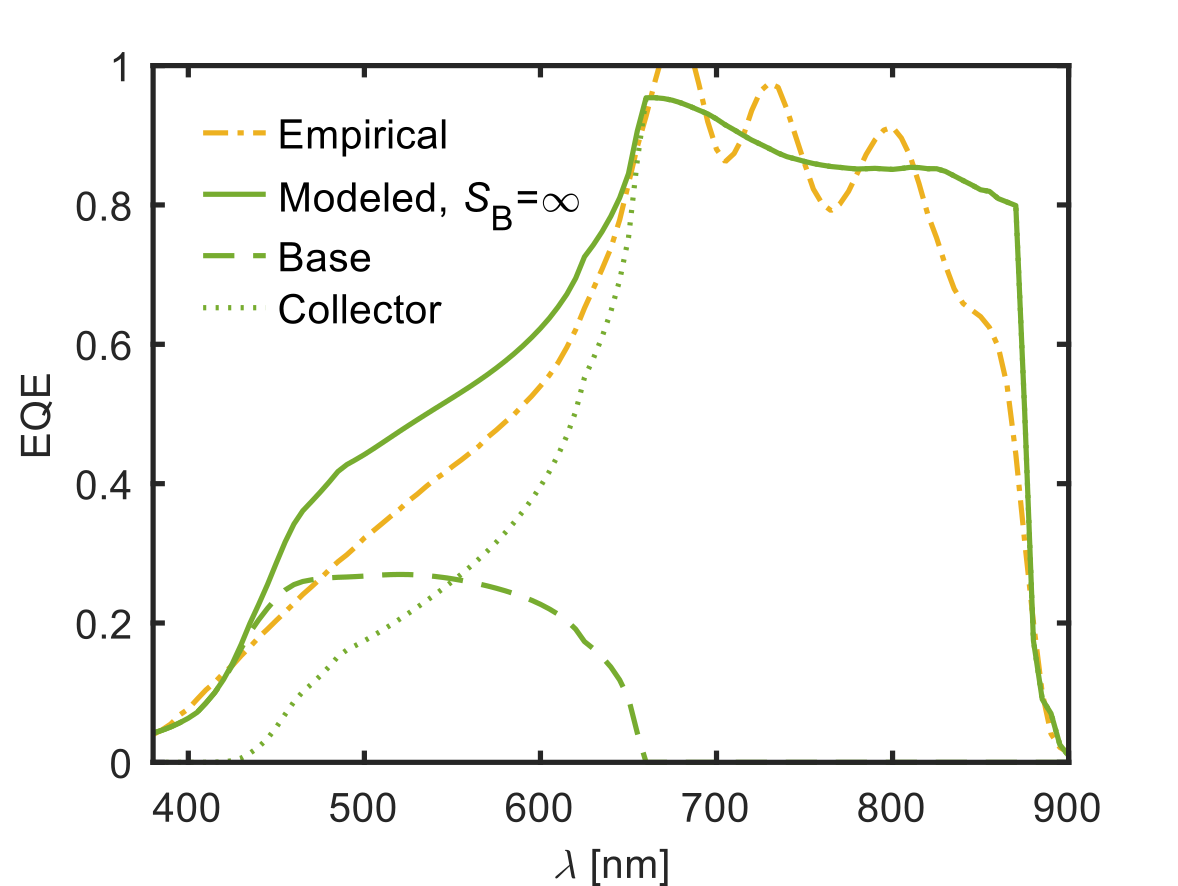 1
0.8
0.6
0.4
0.2
0
EQE
Empirical
Modeled, S_B=∞
Base
Collector
400 500 600 700 800 900
λ [nm]